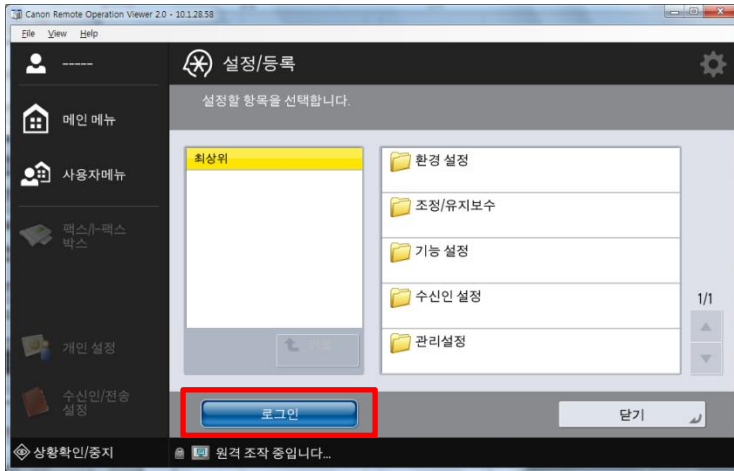 Canon Remote Operation Viewer 2.0 - 10.1.28.58
File View Help
-----
설정/등록
설정할 항목을 선택합니다.
메인 메뉴
사용자메뉴
팩스/I-팩스
박스
개인 설정
수신인/전송
설정
최상위
환경 설정
조정/유지보수
기능 설정
수신인 설정
관리설정
1/1
로그인
닫기
상황확인/중지
원격 조작 중입니다...